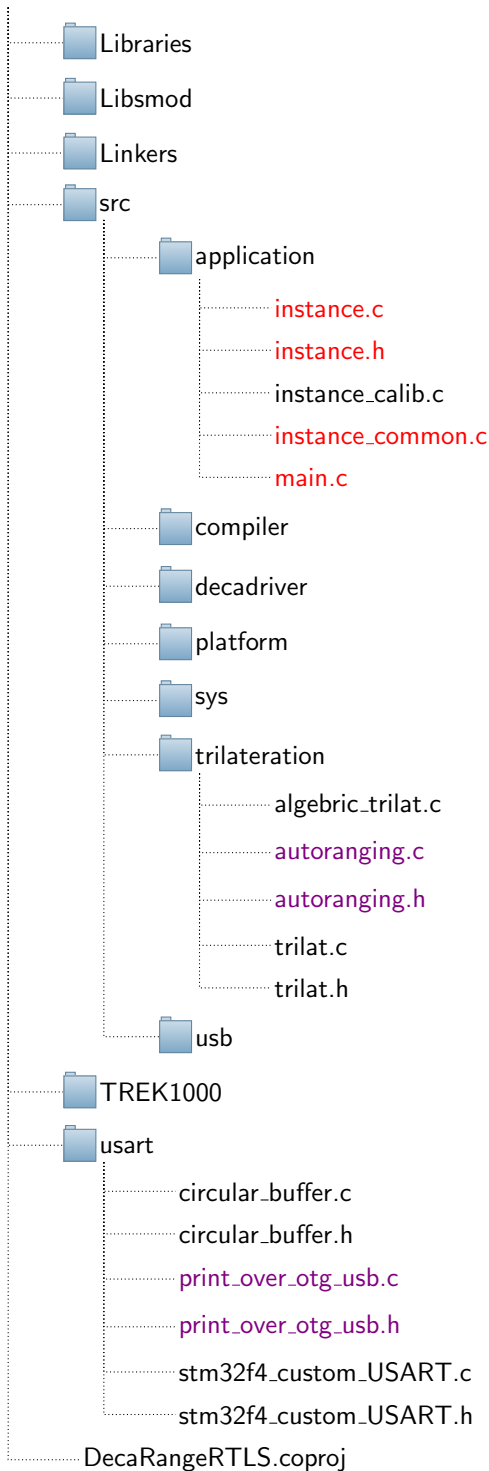 Libraries
Libsmod
Linkers
src
application
instance.c
instance.h
instance_calib.c
instance_common.c
main.c
compiler
decadriver
platform
sys
trilateration
algebric_trilat.c
autoranging.c
autoranging.h
trilat.c
trilat.h
usb
TREK1000
usart
circular_buffer.c
circular_buffer.h
print_over_otg_usb.c
print_over_otg_usb.h
stm32f4_custom_USART.c
stm32f4_custom_USART.h
DecaRangeRTLS.coproj